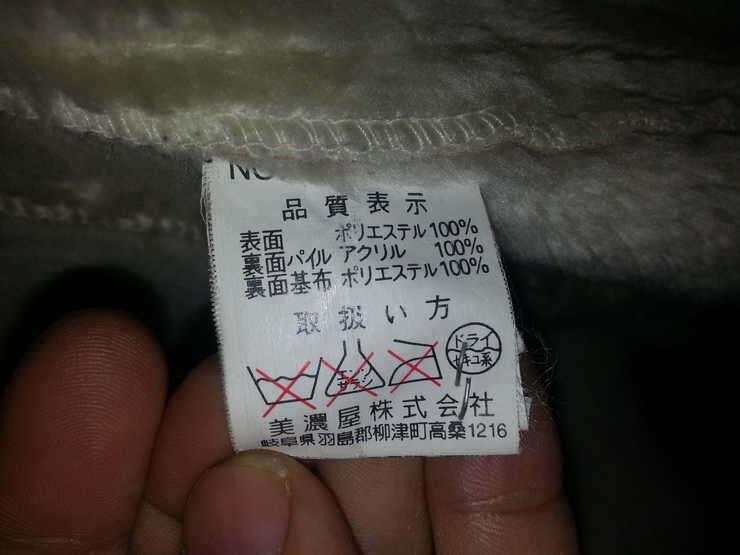 NO
品質表示
表面 ポリエステル100%
裏面パイル アクリル 100%
裏面基布 ポリエステル100%
取扱い方
エンソ サラシ
ドライ
セキユ系
美濃屋株式会社
岐阜県羽島郡柳津町高桑1216